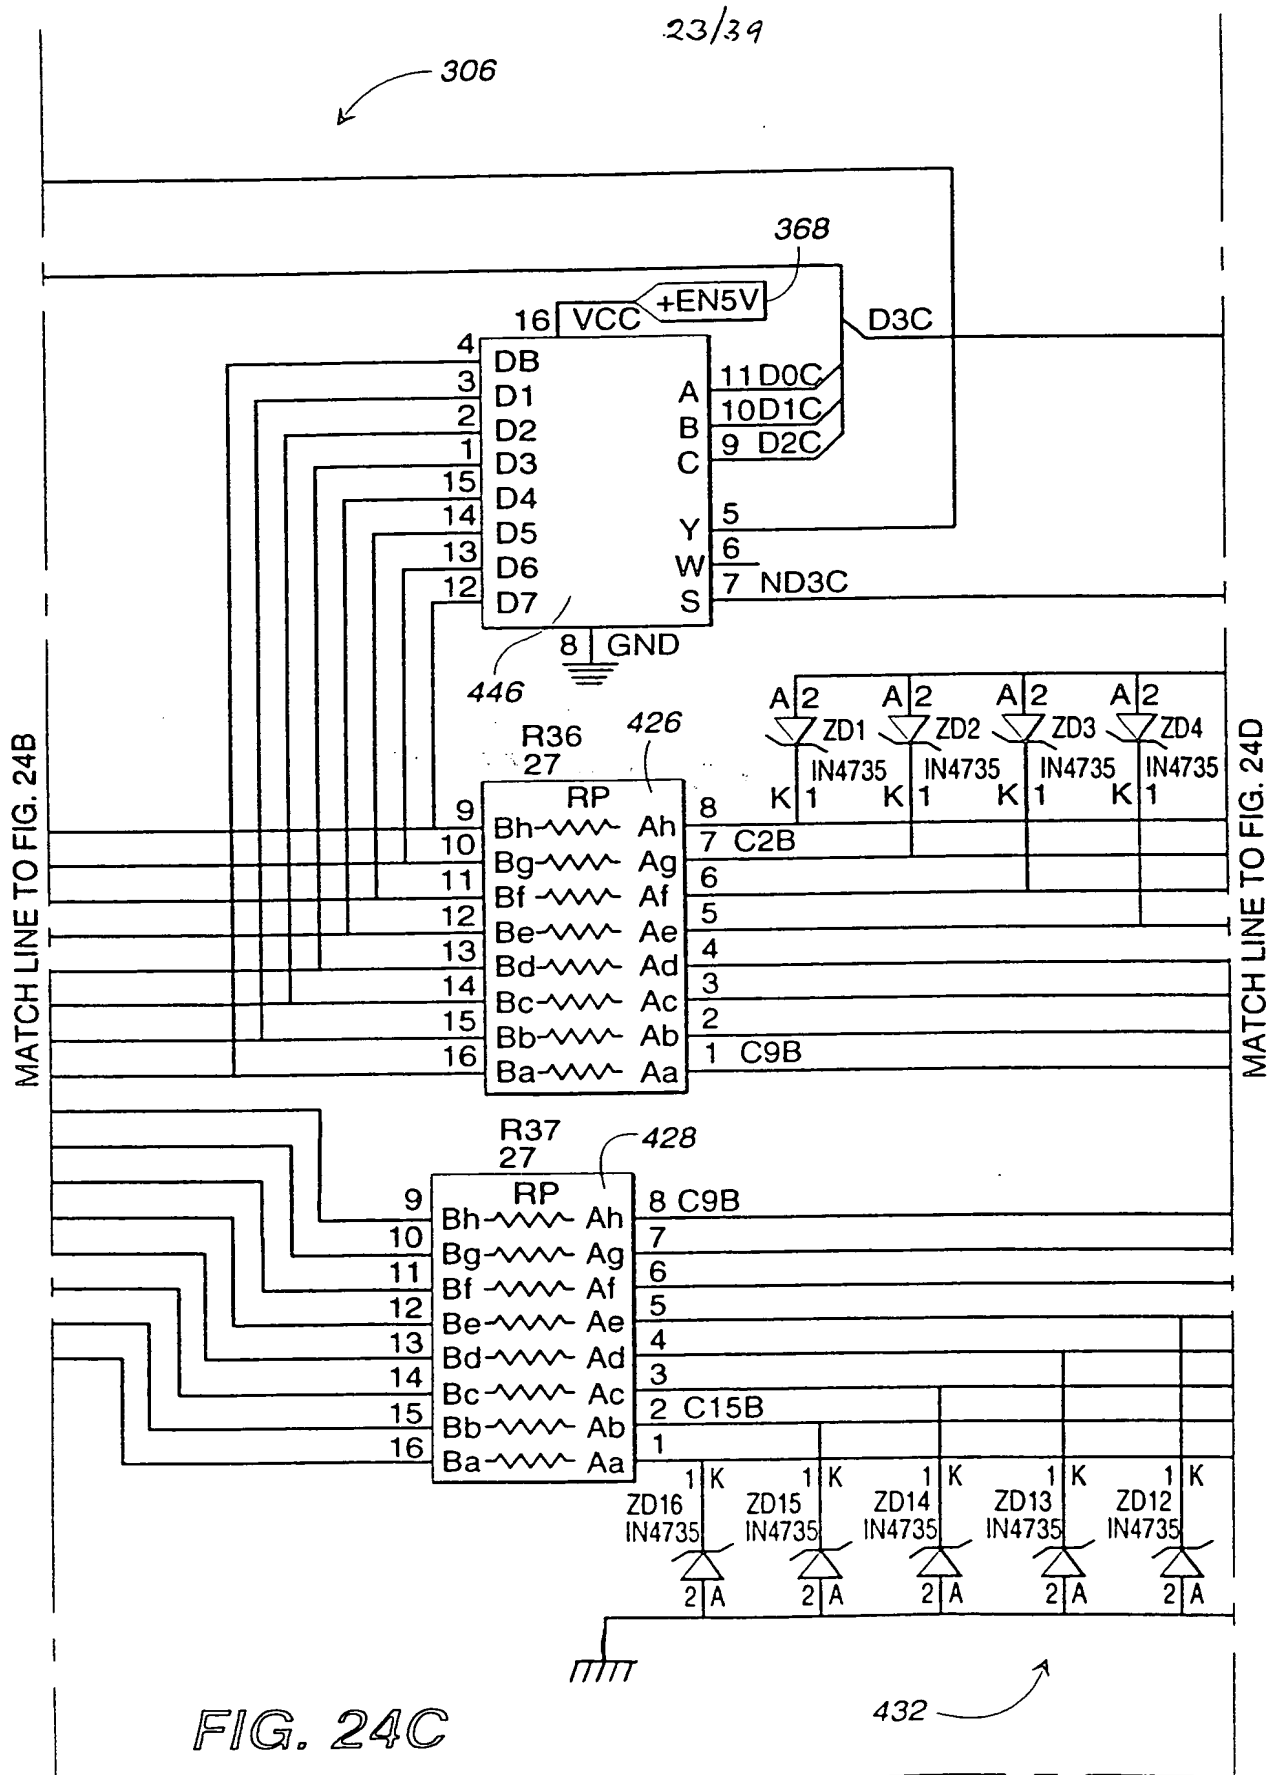 23/39
306
368
+EN5V
16 VCC
D3C
4 DB
3 D1
2 D2
1 D3
15 D4
14 D5
13 D6
12 D7
A 11 D0C
B 10 D1C
C 9 D2C
Y 5
W 6
S 7 ND3C
8 GND
446
MATCH LINE TO FIG. 24B
MATCH LINE TO FIG. 24D
A 2 ZD1 IN4735 K 1
A 2 ZD2 IN4735 K 1
A 2 ZD3 IN4735 K 1
A 2 ZD4 IN4735 K 1
R36
27
426
RP
9 Bh Ah 8
10 Bg Ag 7 C2B
11 Bf Af 6
12 Be Ae 5
13 Bd Ad 4
14 Bc Ac 3
15 Bb Ab 2
16 Ba Aa 1 C9B
R37
27
428
RP
9 Bh Ah 8 C9B
10 Bg Ag 7
11 Bf Af 6
12 Be Ae 5
13 Bd Ad 4
14 Bc Ac 3
15 Bb Ab 2 C15B
16 Ba Aa 1
1 K ZD16 IN4735 2 A
1 K ZD15 IN4735 2 A
1 K ZD14 IN4735 2 A
1 K ZD13 IN4735 2 A
1 K ZD12 IN4735 2 A
432
FIG. 24C